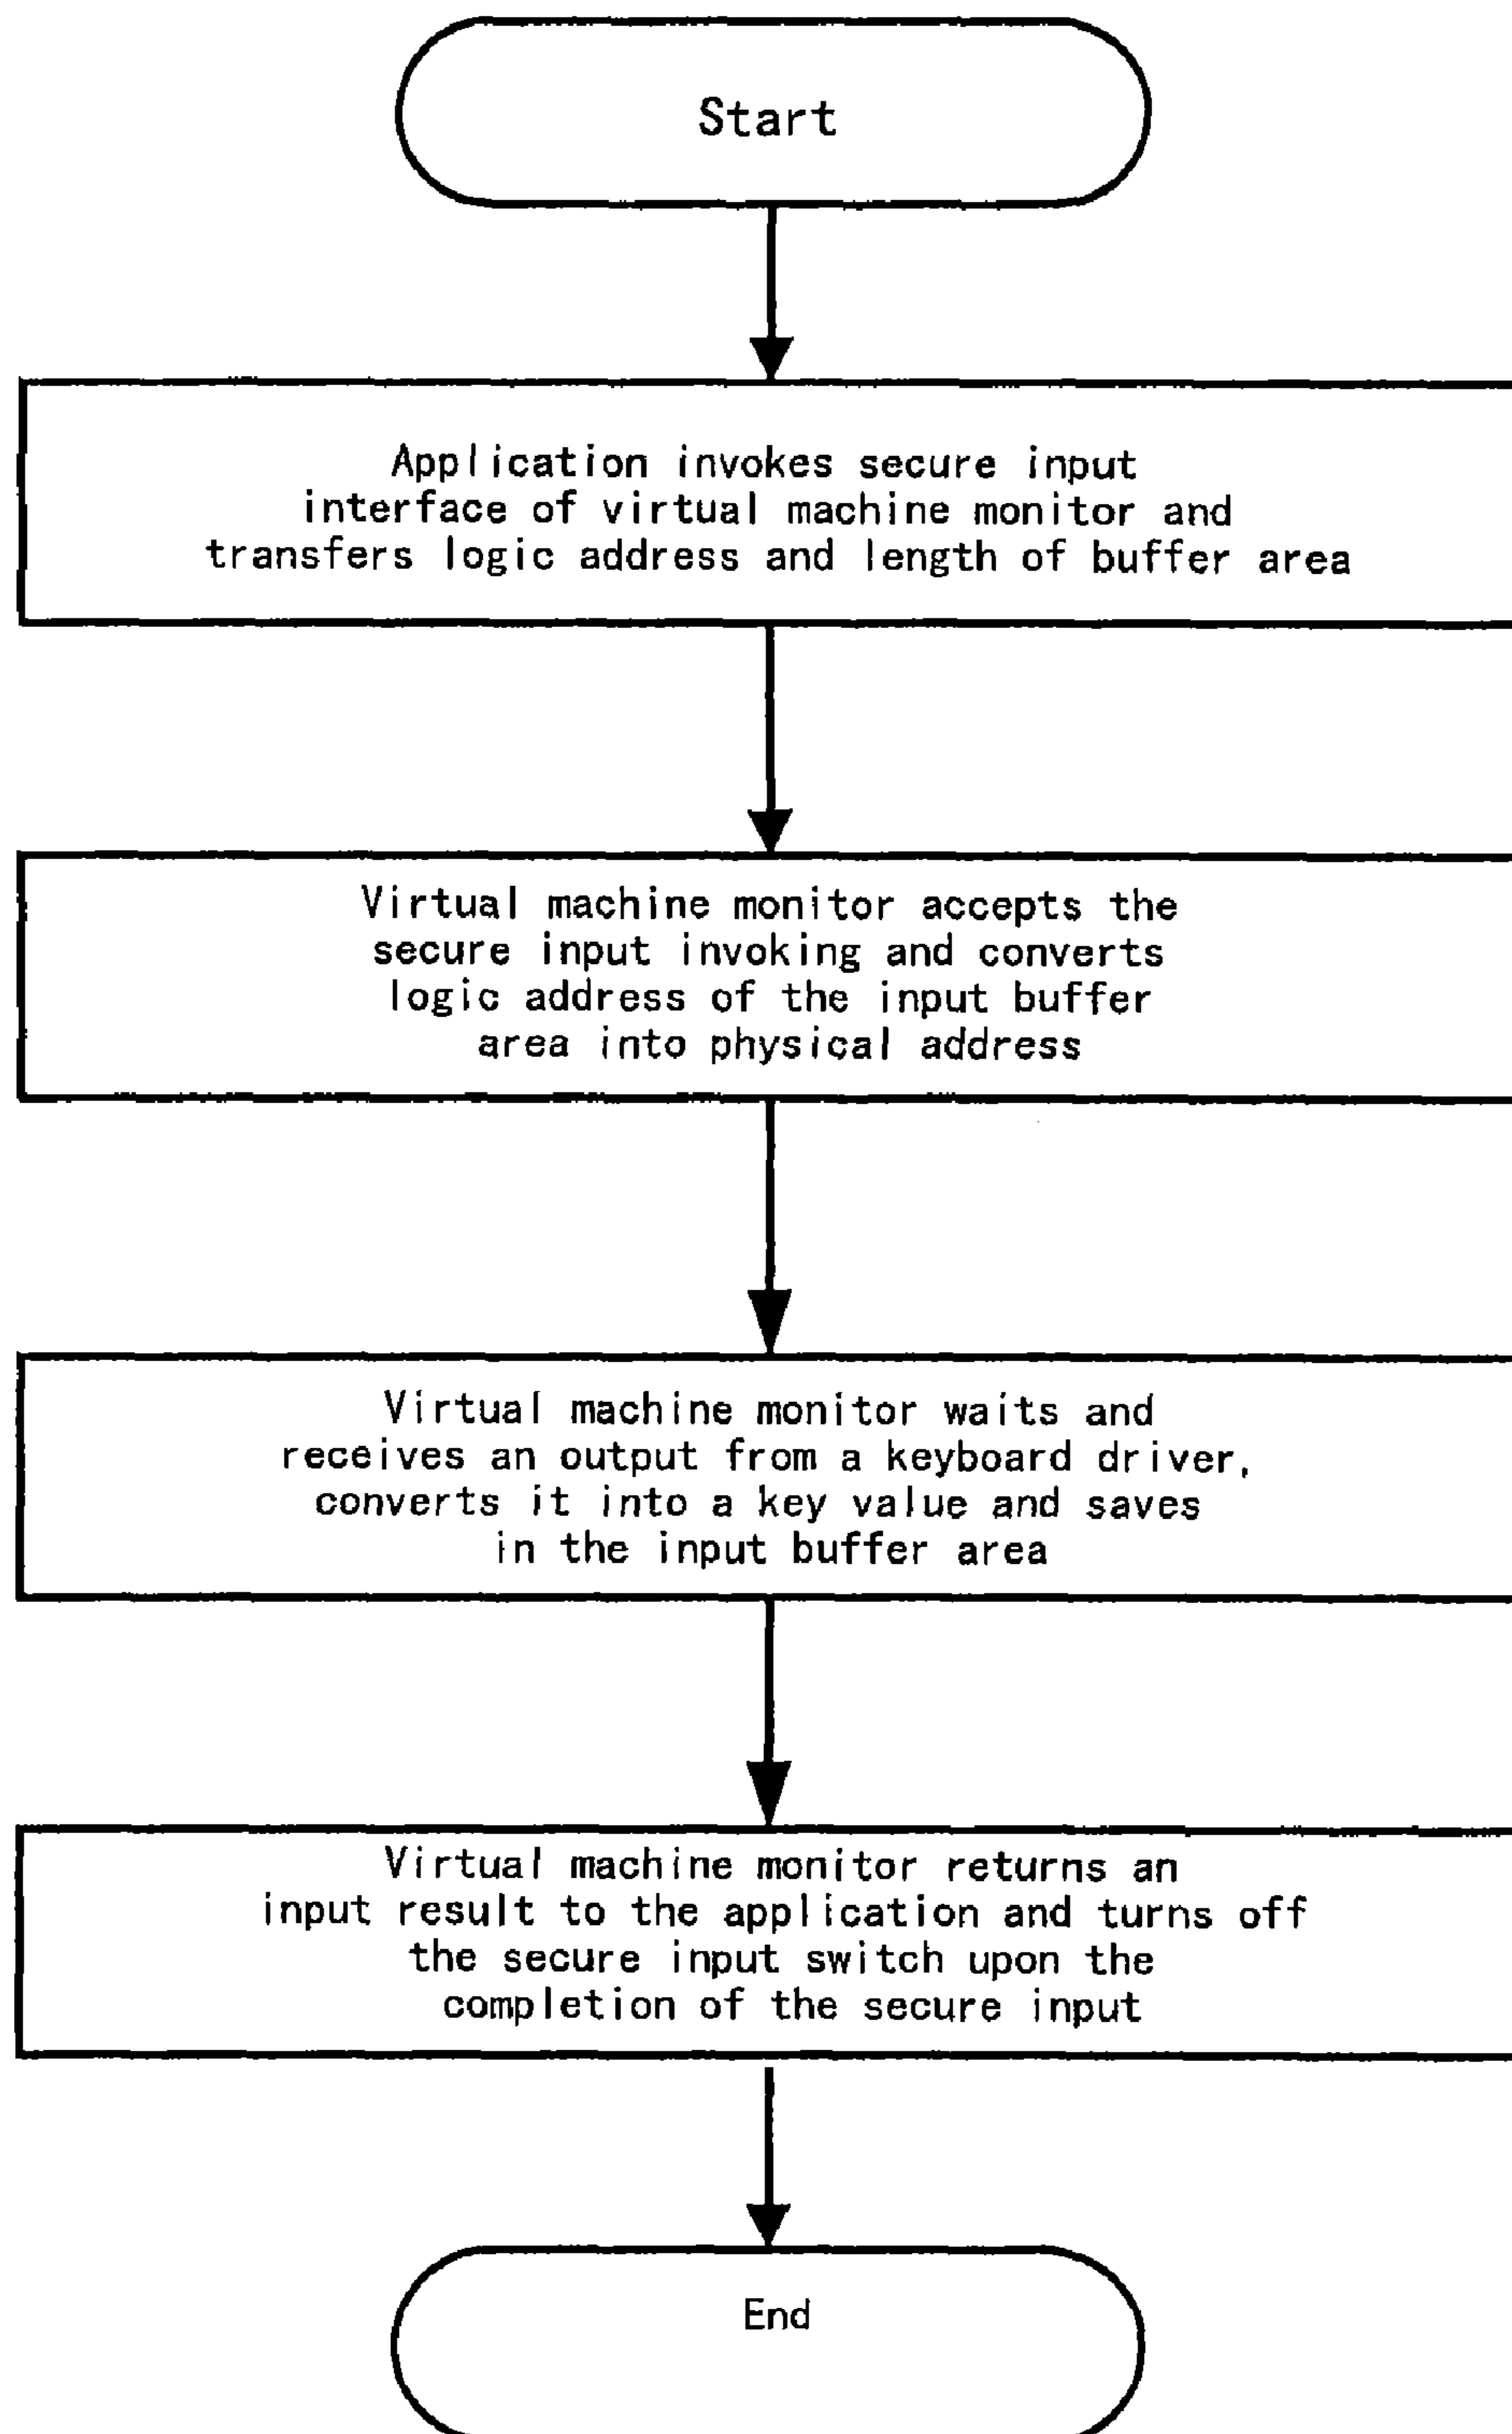 Start
Application invokes secure input
interface of virtual machine monitor and
transfers logic address and length of buffer area
Virtual machine monitor accepts the
secure input invoking and converts
logic address of the input buffer
area into physical address
Virtual machine monitor waits and
receives an output from a keyboard driver,
converts it into a key value and saves
in the input buffer area
Virtual machine monitor returns an
input result to the application and turns off
the secure input switch upon the
completion of the secure input
End